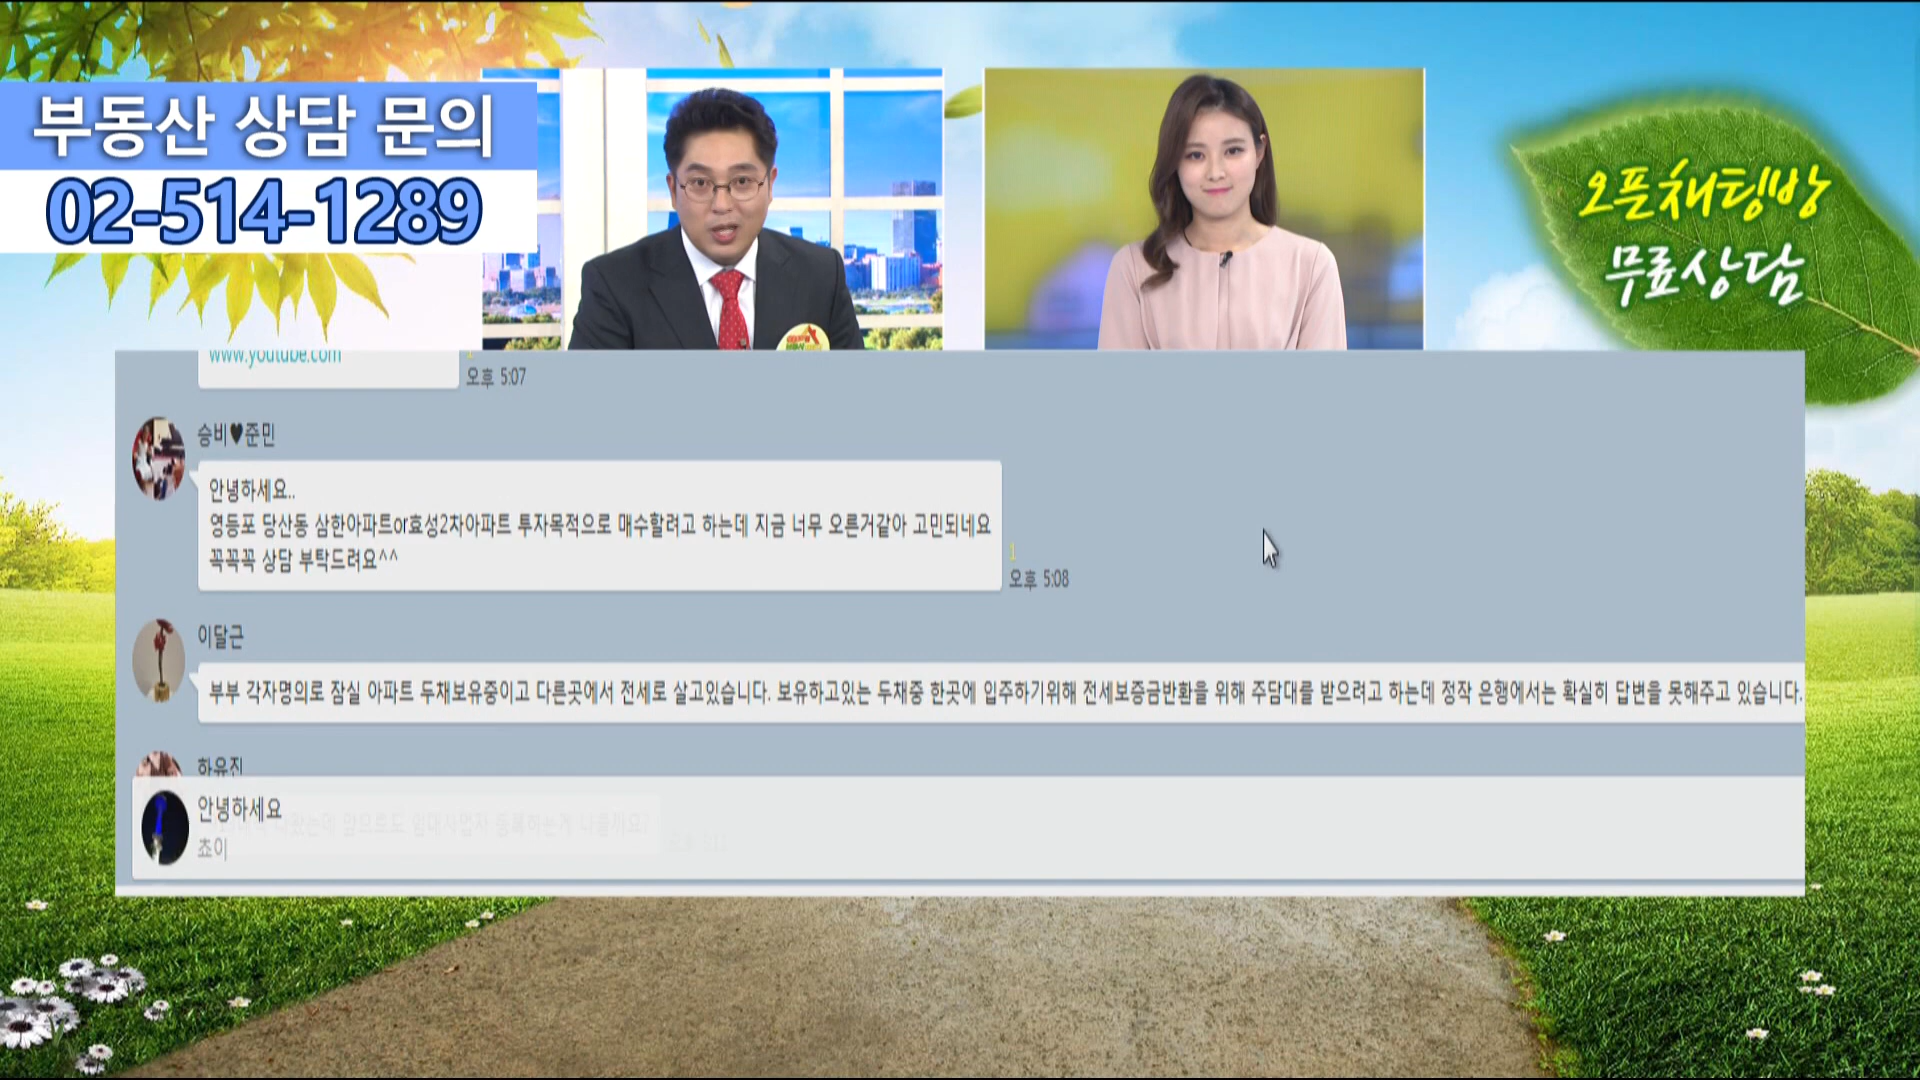 부동산 상담 문의
02-514-1289
오픈채팅방
무료상담
www.youtube.com
1
오후 5:07
승비♥준민
안녕하세요..
영등포 당산동 삼한아파트or효성2차아파트 투자목적으로 매수할려고 하는데 지금 너무 오른거같아 고민되네요
꼭꼭꼭 상담 부탁드려요^^
1
오후 5:08
이달근
부부 각자명의로 잠실 아파트 두채보유중이고 다른곳에서 전세로 살고있습니다. 보유하고있는 두채중 한곳에 입주하기위해 전세보증금반환을 위해 주담대를 받으려고 하는데 정작 은행에서는 확실히 답변을 못해주고 있습니다.
하유진
안녕하세요
쵸이